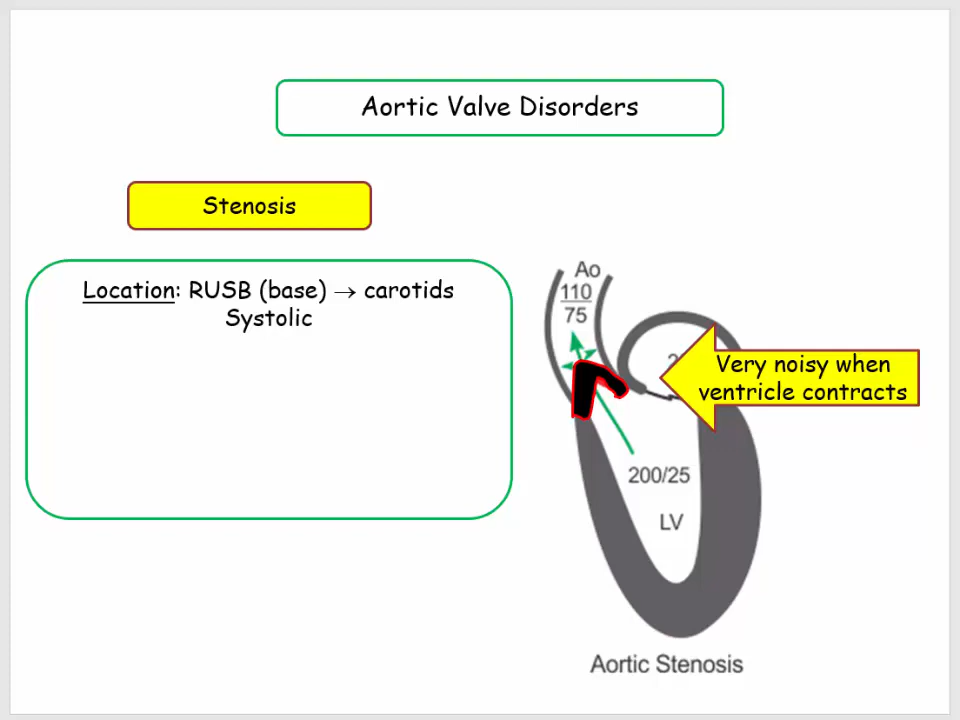 Aortic Valve Disorders
Stenosis
Location: RUSB (base) → carotids
Systolic
Ao
110
75
Very noisy when
ventricle contracts
200/25
LV
Aortic Stenosis